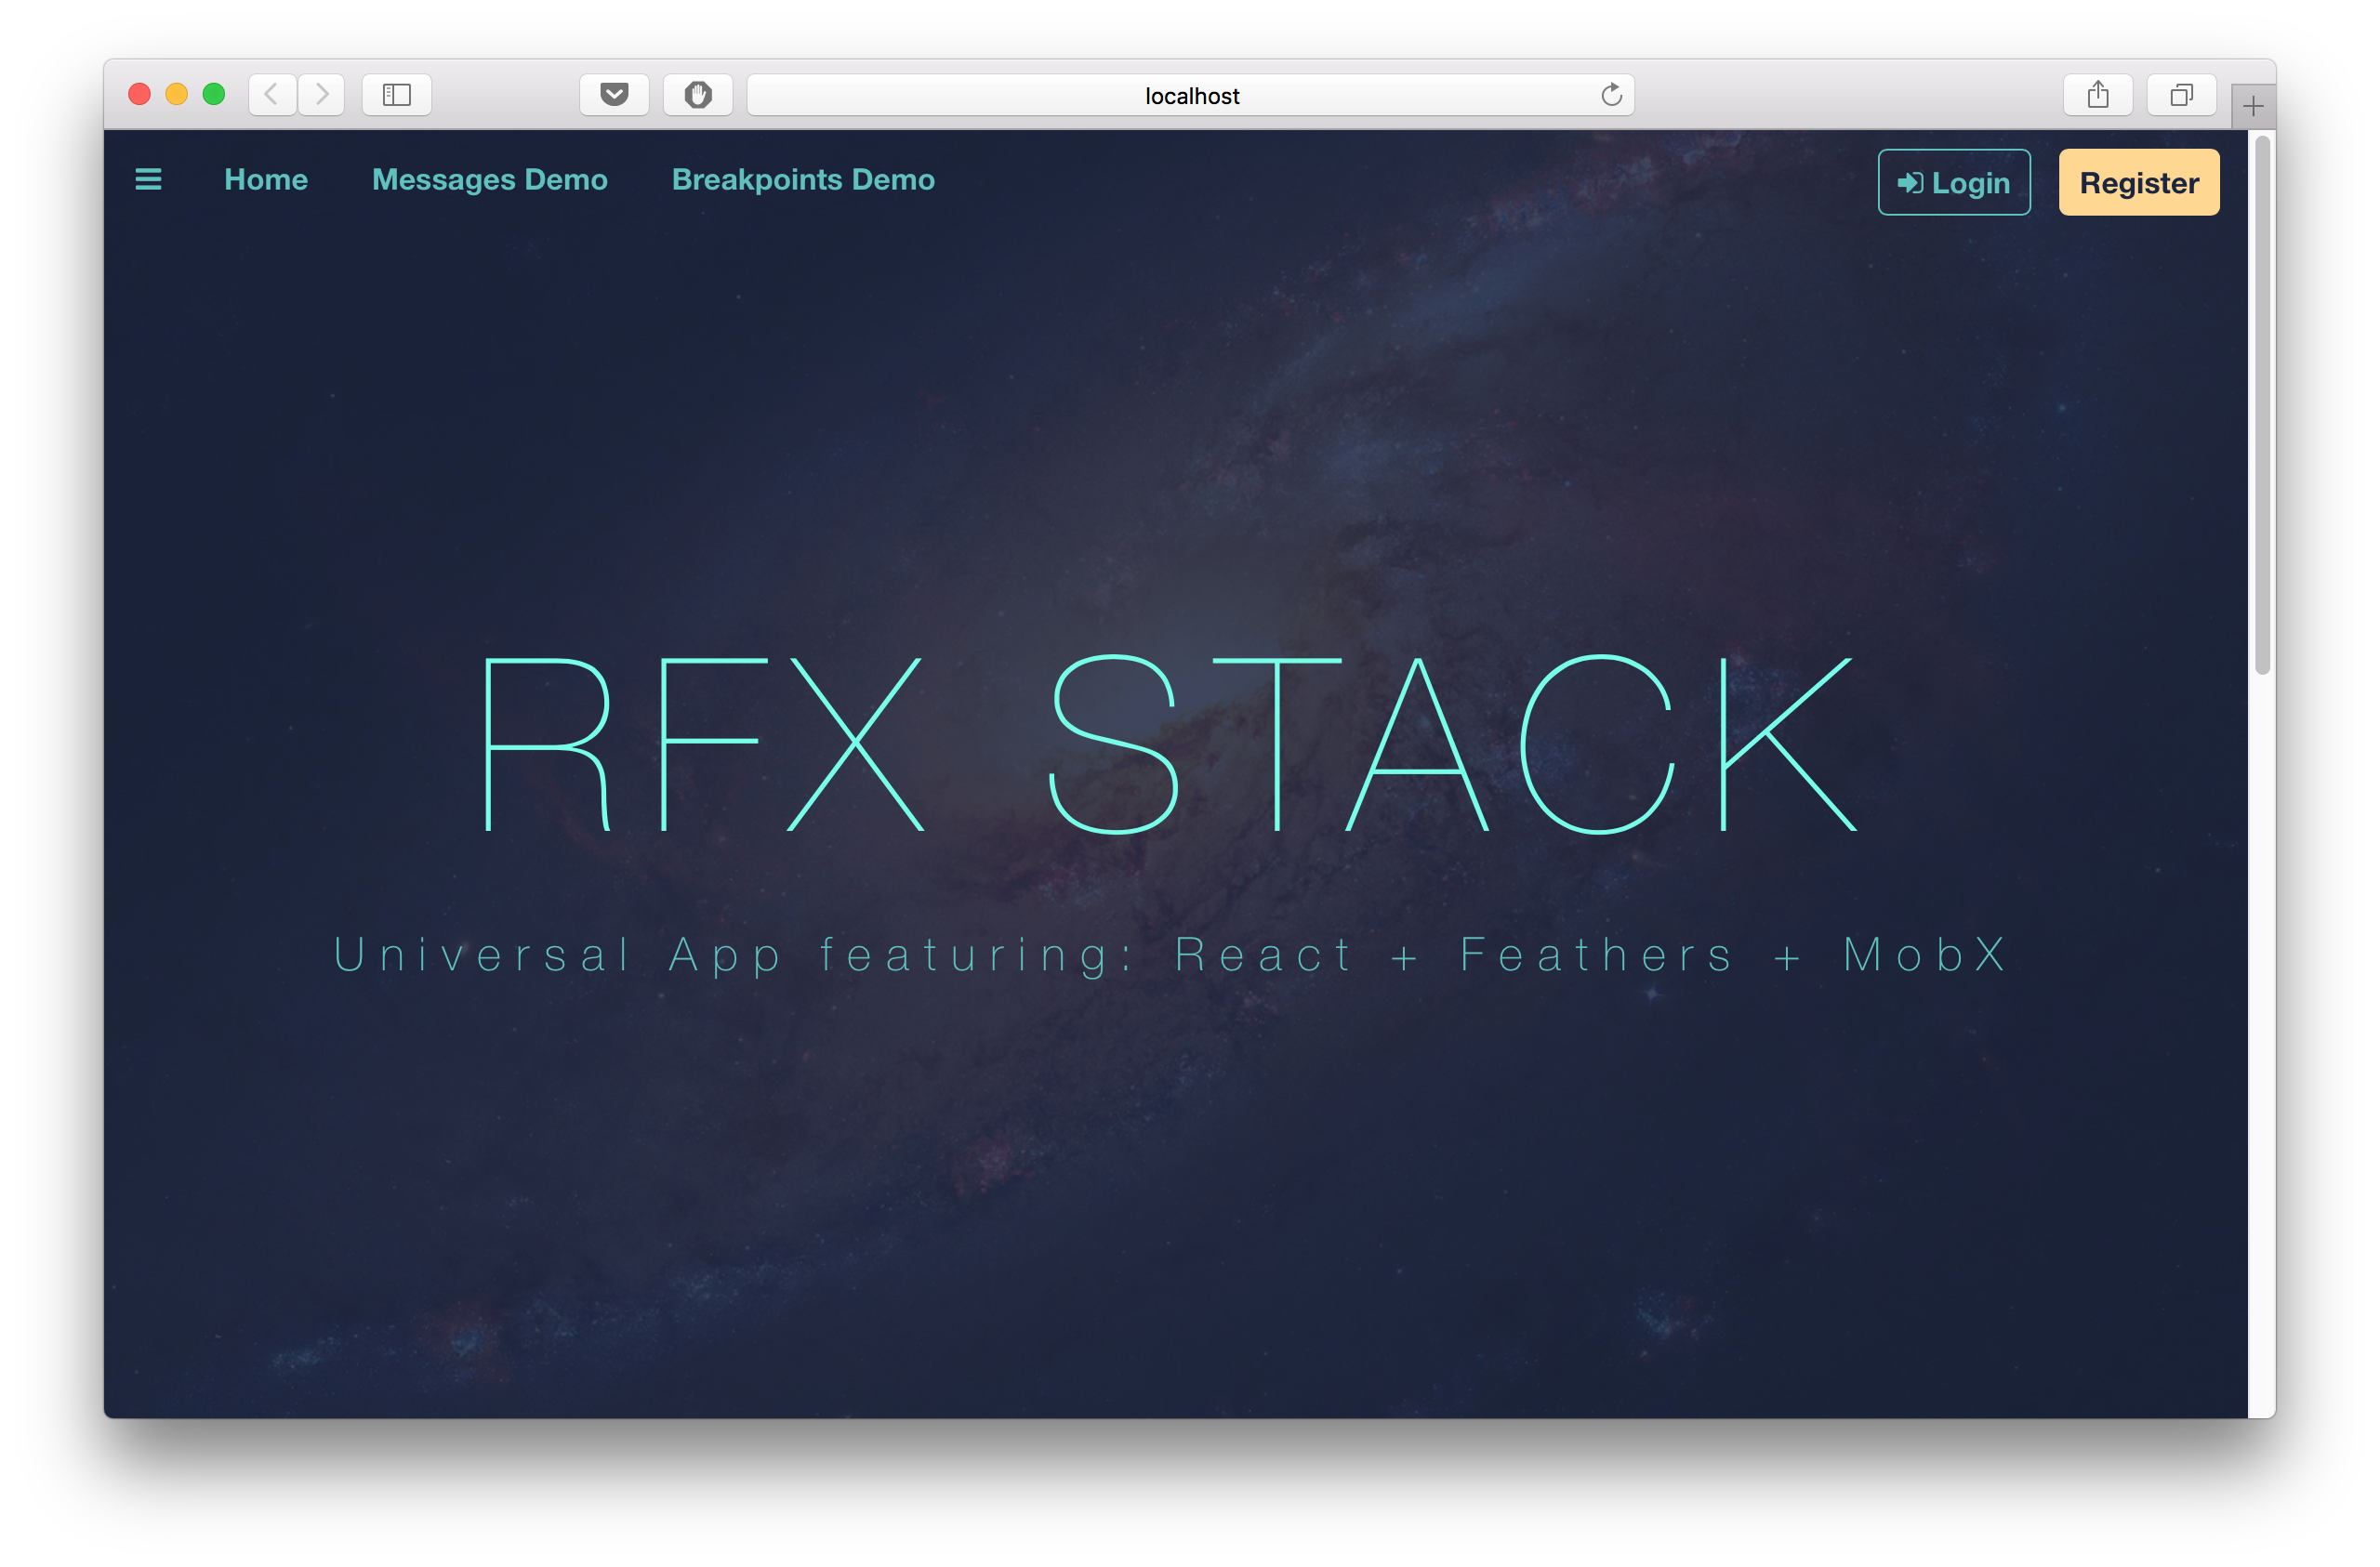 localhost
Home Messages Demo Breakpoints Demo Login Register
RFX STACK
Universal App featuring: React + Feathers + MobX